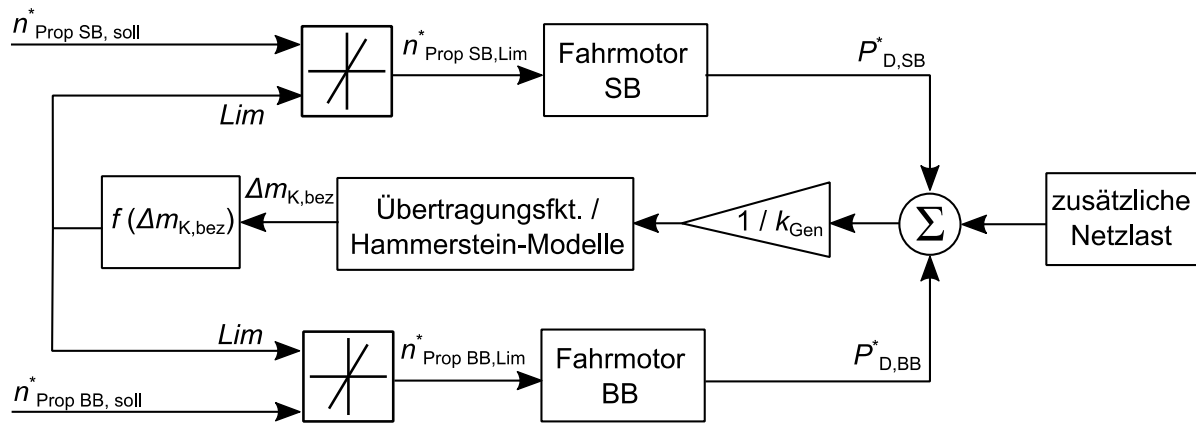 n*Prop SB, soll
Lim
n*Prop SB,Lim
Fahrmotor
SB
P*D,SB
f (ΔmK,bez)
ΔmK,bez
Übertragungsfkt. /
Hammerstein-Modelle
1 / kGen
Σ
zusätzliche
Netzlast
Lim
n*Prop BB, soll
n*Prop BB,Lim
Fahrmotor
BB
P*D,BB